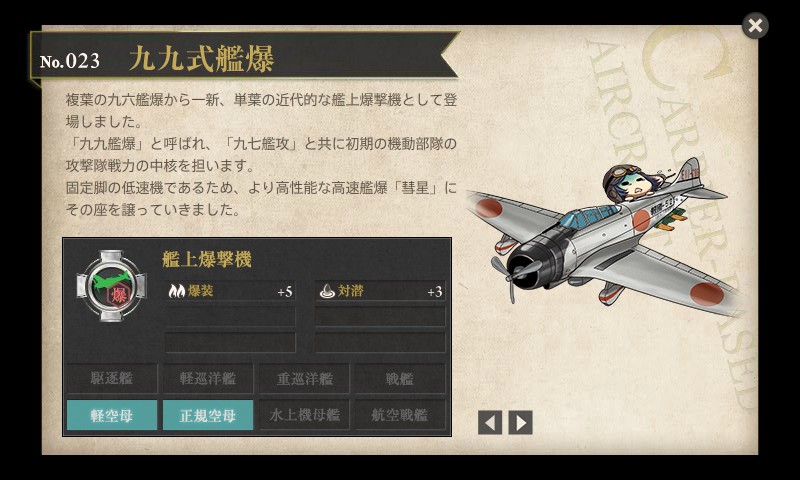 No.023 九九式艦爆
複葉の九六艦爆から一新、単葉の近代的な艦上爆撃機として登
場しました。
「九九艦爆」と呼ばれ、「九七艦攻」と共に初期の機動部隊の
攻撃隊戦力の中核を担います。
固定脚の低速機であるため、より高性能な高速艦爆「彗星」に
その座を譲っていきました。
艦上爆撃機
爆
爆装 +5 対潜 +3
駆逐艦 軽巡洋艦 重巡洋艦 戦艦
軽空母 正規空母 水上機母艦 航空戦艦
CARRIER-BASED
AIRCRAFT